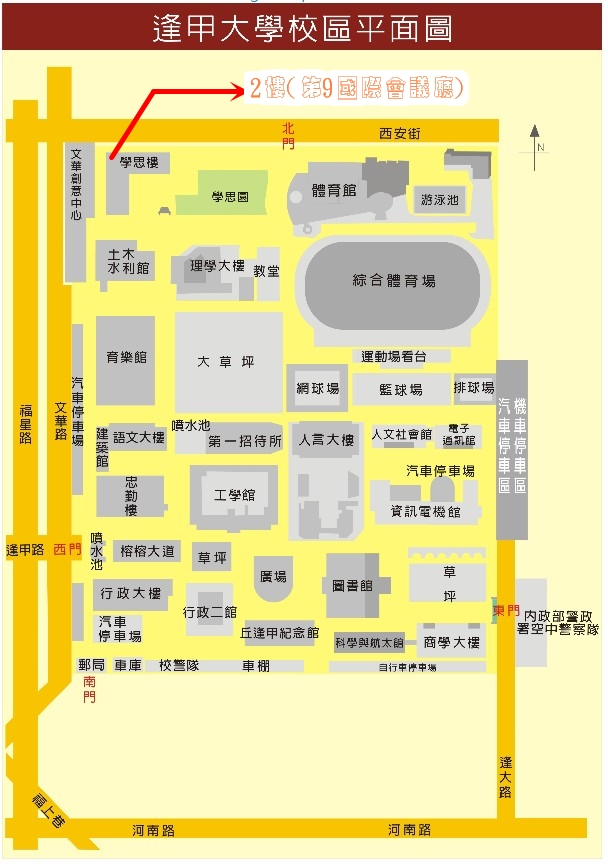 逢甲大學校區平面圖
2樓(第9國際會議廳)
北門
西安街
N
文華創意中心
學思樓
學思園
體育館
游泳池
土木水利館
理學大樓
教堂
綜合體育場
育樂館
大草坪
運動場看台
網球場
籃球場
排球場
汽車停車場
福星路
文華路
汽車停車區
機車停車區
建築館
語文大樓
噴水池
第一招待所
人言大樓
人文社會館
電子通訊館
忠勤樓
工學館
汽車停車場
資訊電機館
逢甲路
西門
噴水池
榕榕大道
草坪
廣場
圖書館
草坪
行政大樓
行政二館
東門
內政部警政署空中警察隊
汽車停車場
丘逢甲紀念館
科學與航太館
商學大樓
郵局
車庫
校警隊
車棚
自行車停車場
南門
逢大路
福上巷
河南路
河南路